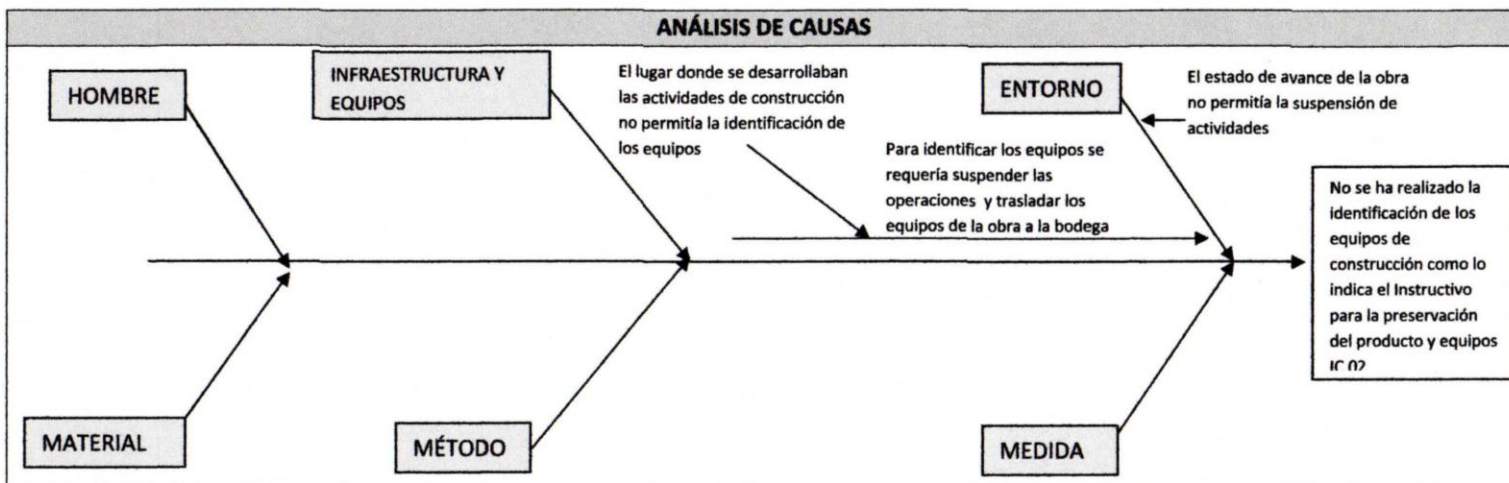 ANÁLISIS DE CAUSAS
HOMBRE
INFRAESTRUCTURA Y
EQUIPOS
El lugar donde se desarrollaban
las actividades de construcción
no permitía la identificación de
los equipos
Para identificar los equipos se
requería suspender las
operaciones y trasladar los
equipos de la obra a la bodega
ENTORNO
El estado de avance de la obra
no permitía la suspensión de
actividades
No se ha realizado la
identificación de los
equipos de
construcción como lo
indica el Instructivo
para la preservación
del producto y equipos
IC 02
MATERIAL
MÉTODO
MEDIDA